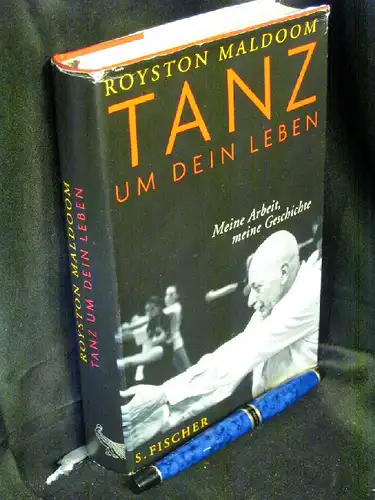 ROYSTON MALDOOM
TANZ
UM DEIN LEBEN
Meine Arbeit,
meine Geschichte
S. FISCHER
ROYSTON MALDOOM
TANZ UM DEIN LEBEN